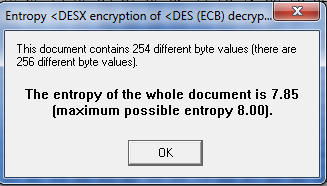 Entropy <DESX encryption of <DES (ECB) decryp...
This document contains 254 different byte values (there are
256 different byte values).
The entropy of the whole document is 7.85
(maximum possible entropy 8.00).
OK